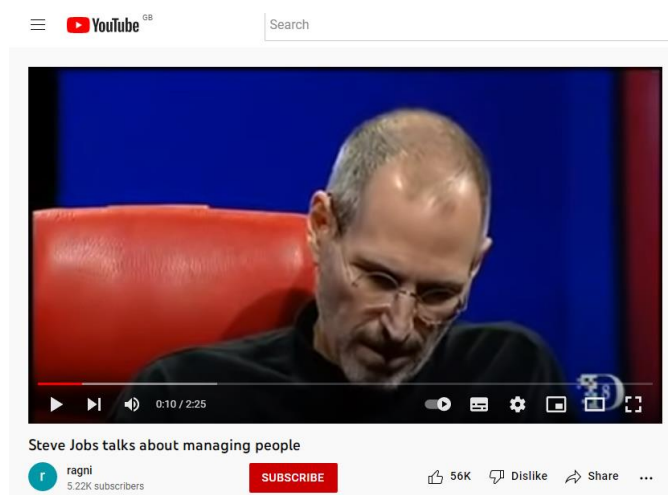 YouTube GB
Search
0:10 / 2:25
D8
Steve Jobs talks about managing people
r
ragni
5.22K subscribers
SUBSCRIBE
56K
Dislike
Share